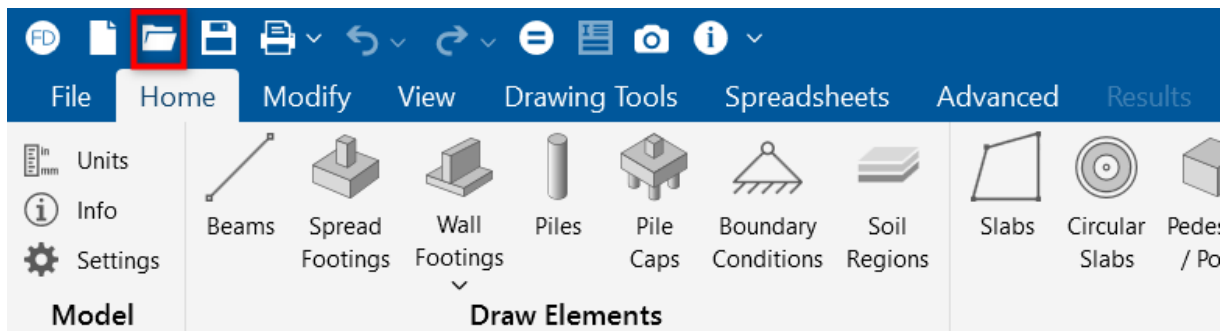 FD
File Home Modify View Drawing Tools Spreadsheets Advanced Results
in
mm
Units
Info
Settings
Model
Beams
Spread
Footings
Wall
Footings
Piles
Pile
Caps
Boundary
Conditions
Soil
Regions
Draw Elements
Slabs
Circular
Slabs